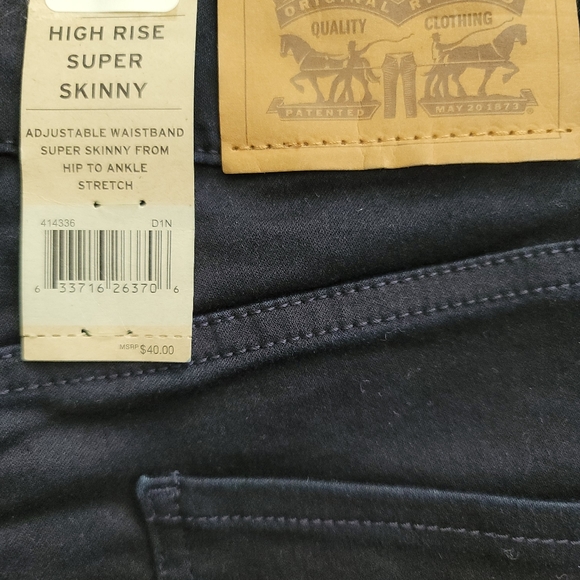 HIGH RISE
SUPER
SKINNY
ADJUSTABLE WAISTBAND
SUPER SKINNY FROM
HIP TO ANKLE
STRETCH
414336 D1N
6 33716 26370 6
MSRP $40.00
ORIGINAL
QUALITY CLOTHING
PATENTED MAY 20 1873